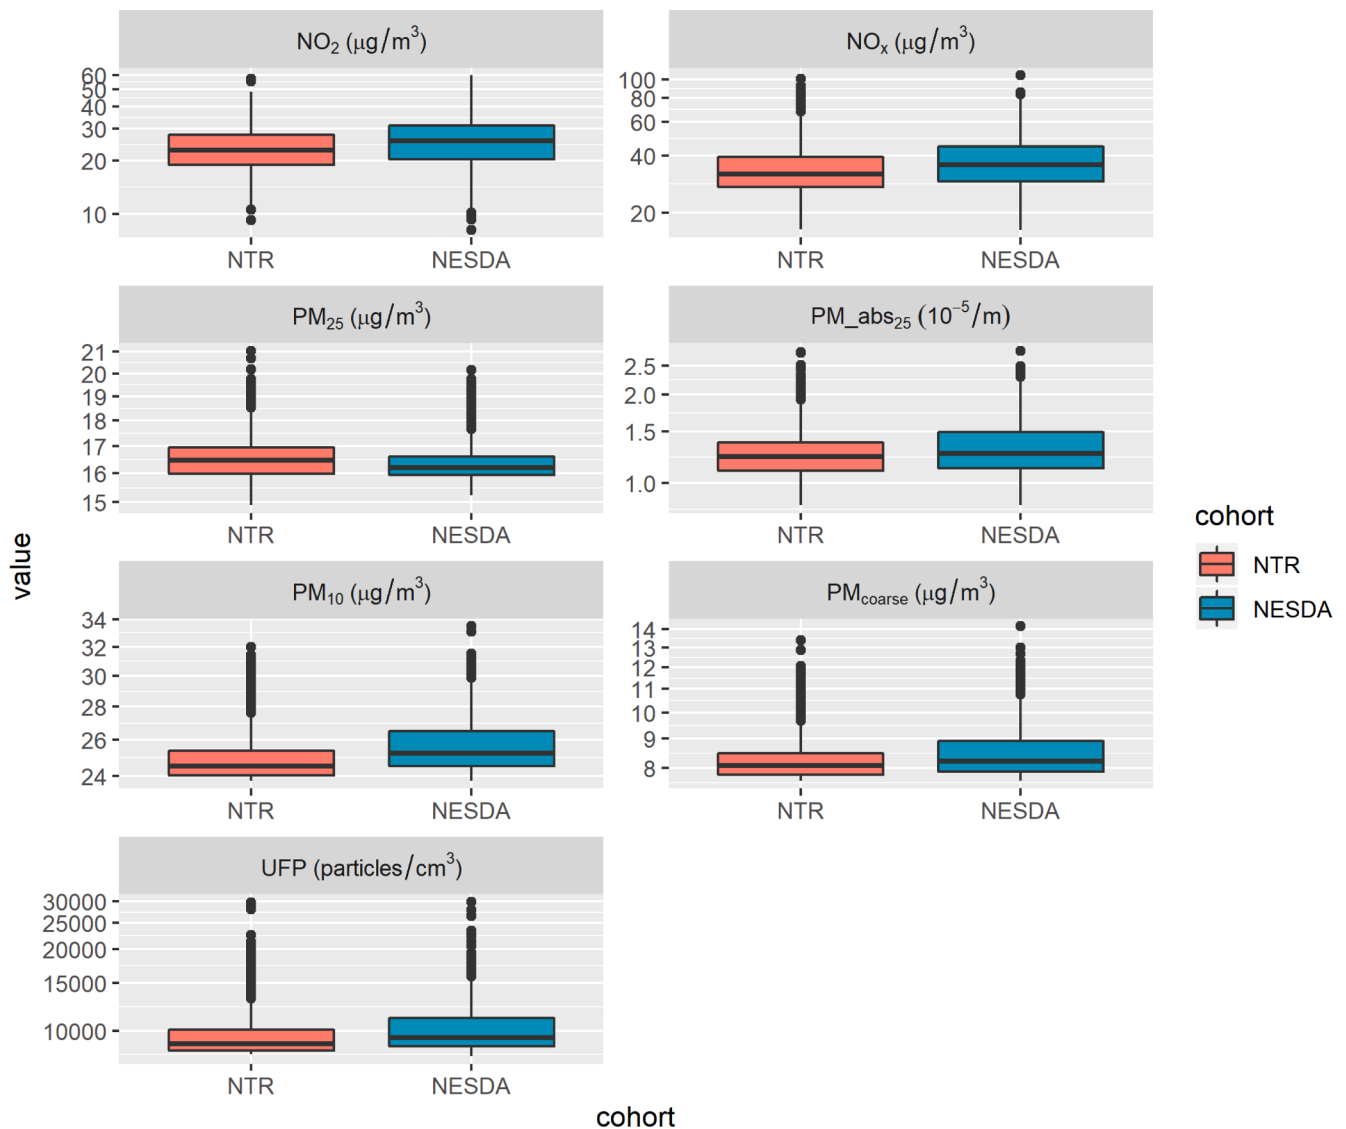 NO2 (μg/m3)
60
50
40
30
20
10
NTR NESDA
NOx (μg/m3)
100
80
60
40
20
NTR NESDA
PM25 (μg/m3)
21
20
19
18
17
16
15
NTR NESDA
PM_abs25 (10−5/m)
2.5
2.0
1.5
1.0
NTR NESDA
PM10 (μg/m3)
34
32
30
28
26
24
NTR NESDA
PMcoarse (μg/m3)
14
13
12
11
10
9
8
NTR NESDA
UFP (particles/cm3)
30000
25000
20000
15000
10000
NTR NESDA
value
cohort
cohort
NTR
NESDA